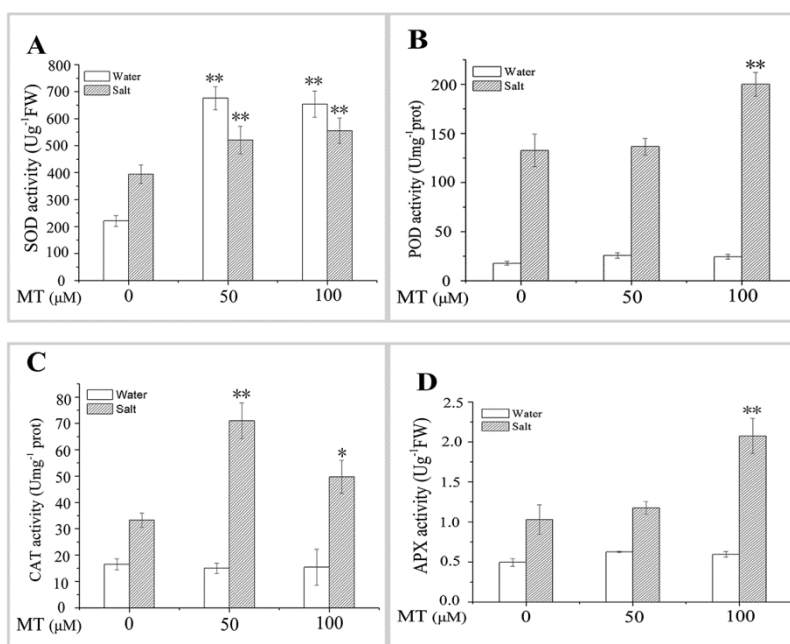 A
Water
Salt
SOD activity (Ug⁻¹FW)
800
700
600
500
400
300
200
100
0
**
**
**
**
MT (μM)
0
50
100
B
Water
Salt
POD activity (Umg⁻¹prot)
200
150
100
50
0
**
MT (μM)
0
50
100
C
Water
Salt
CAT activity (Umg⁻¹ prot)
80
70
60
50
40
30
20
10
0
**
*
MT (μM)
0
50
100
D
Water
Salt
APX activity (Ug⁻¹FW)
2.5
2.0
1.5
1.0
0.5
0.0
**
MT (μM)
0
50
100